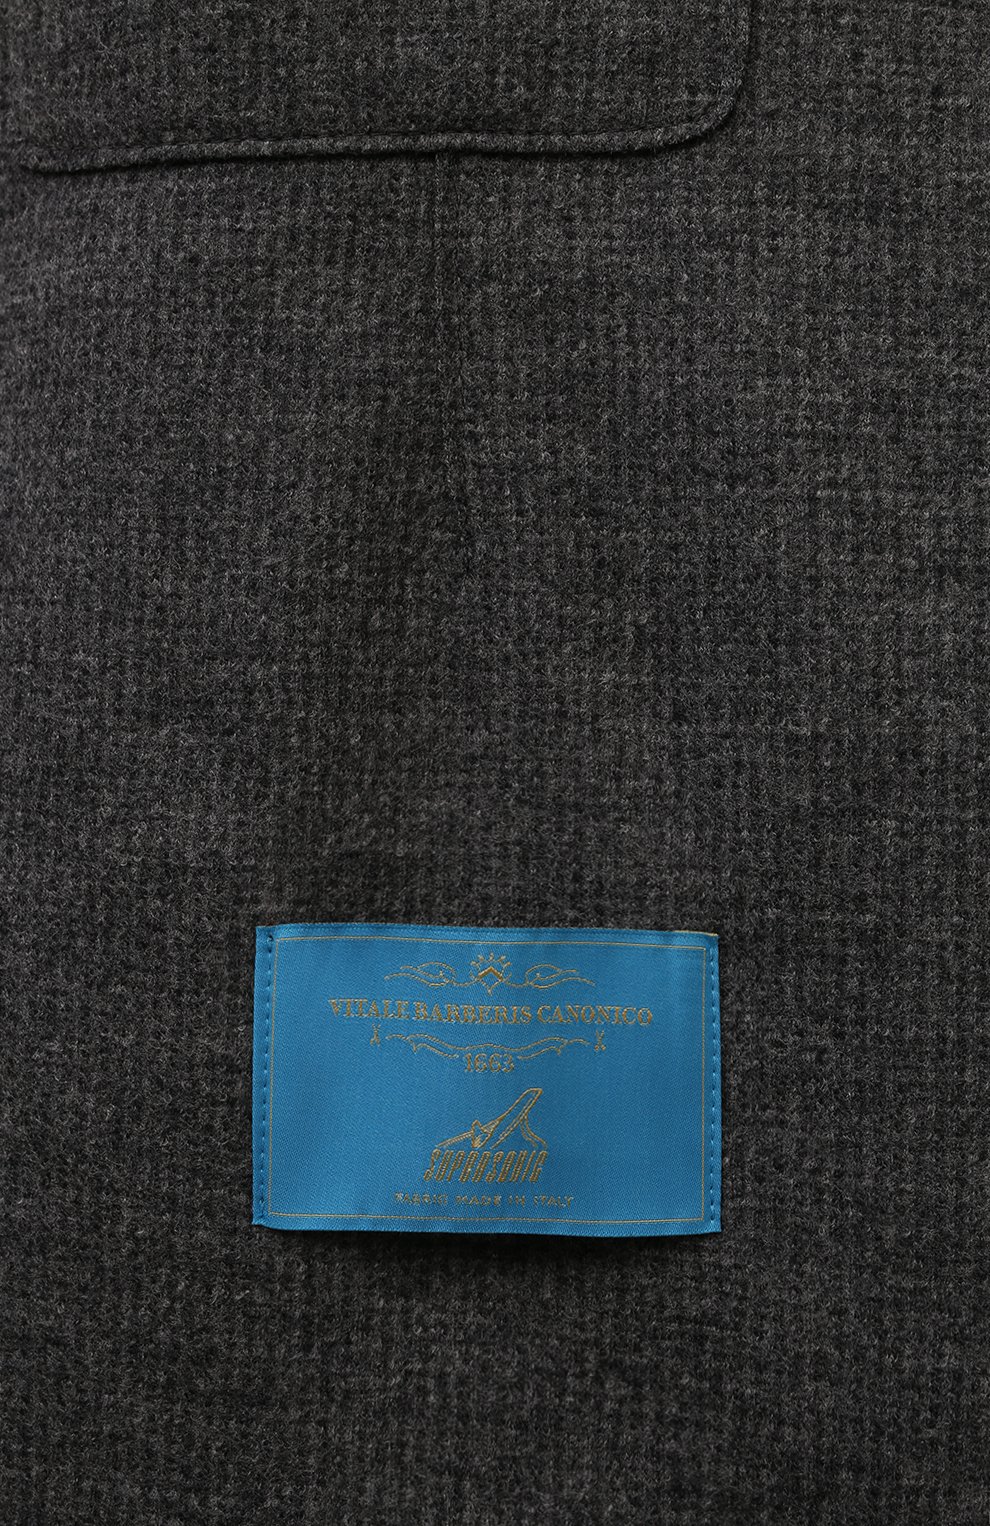 VITALE BARBERIS CANONICO
1663
SUPERSONIC
FABRIC MADE IN ITALY